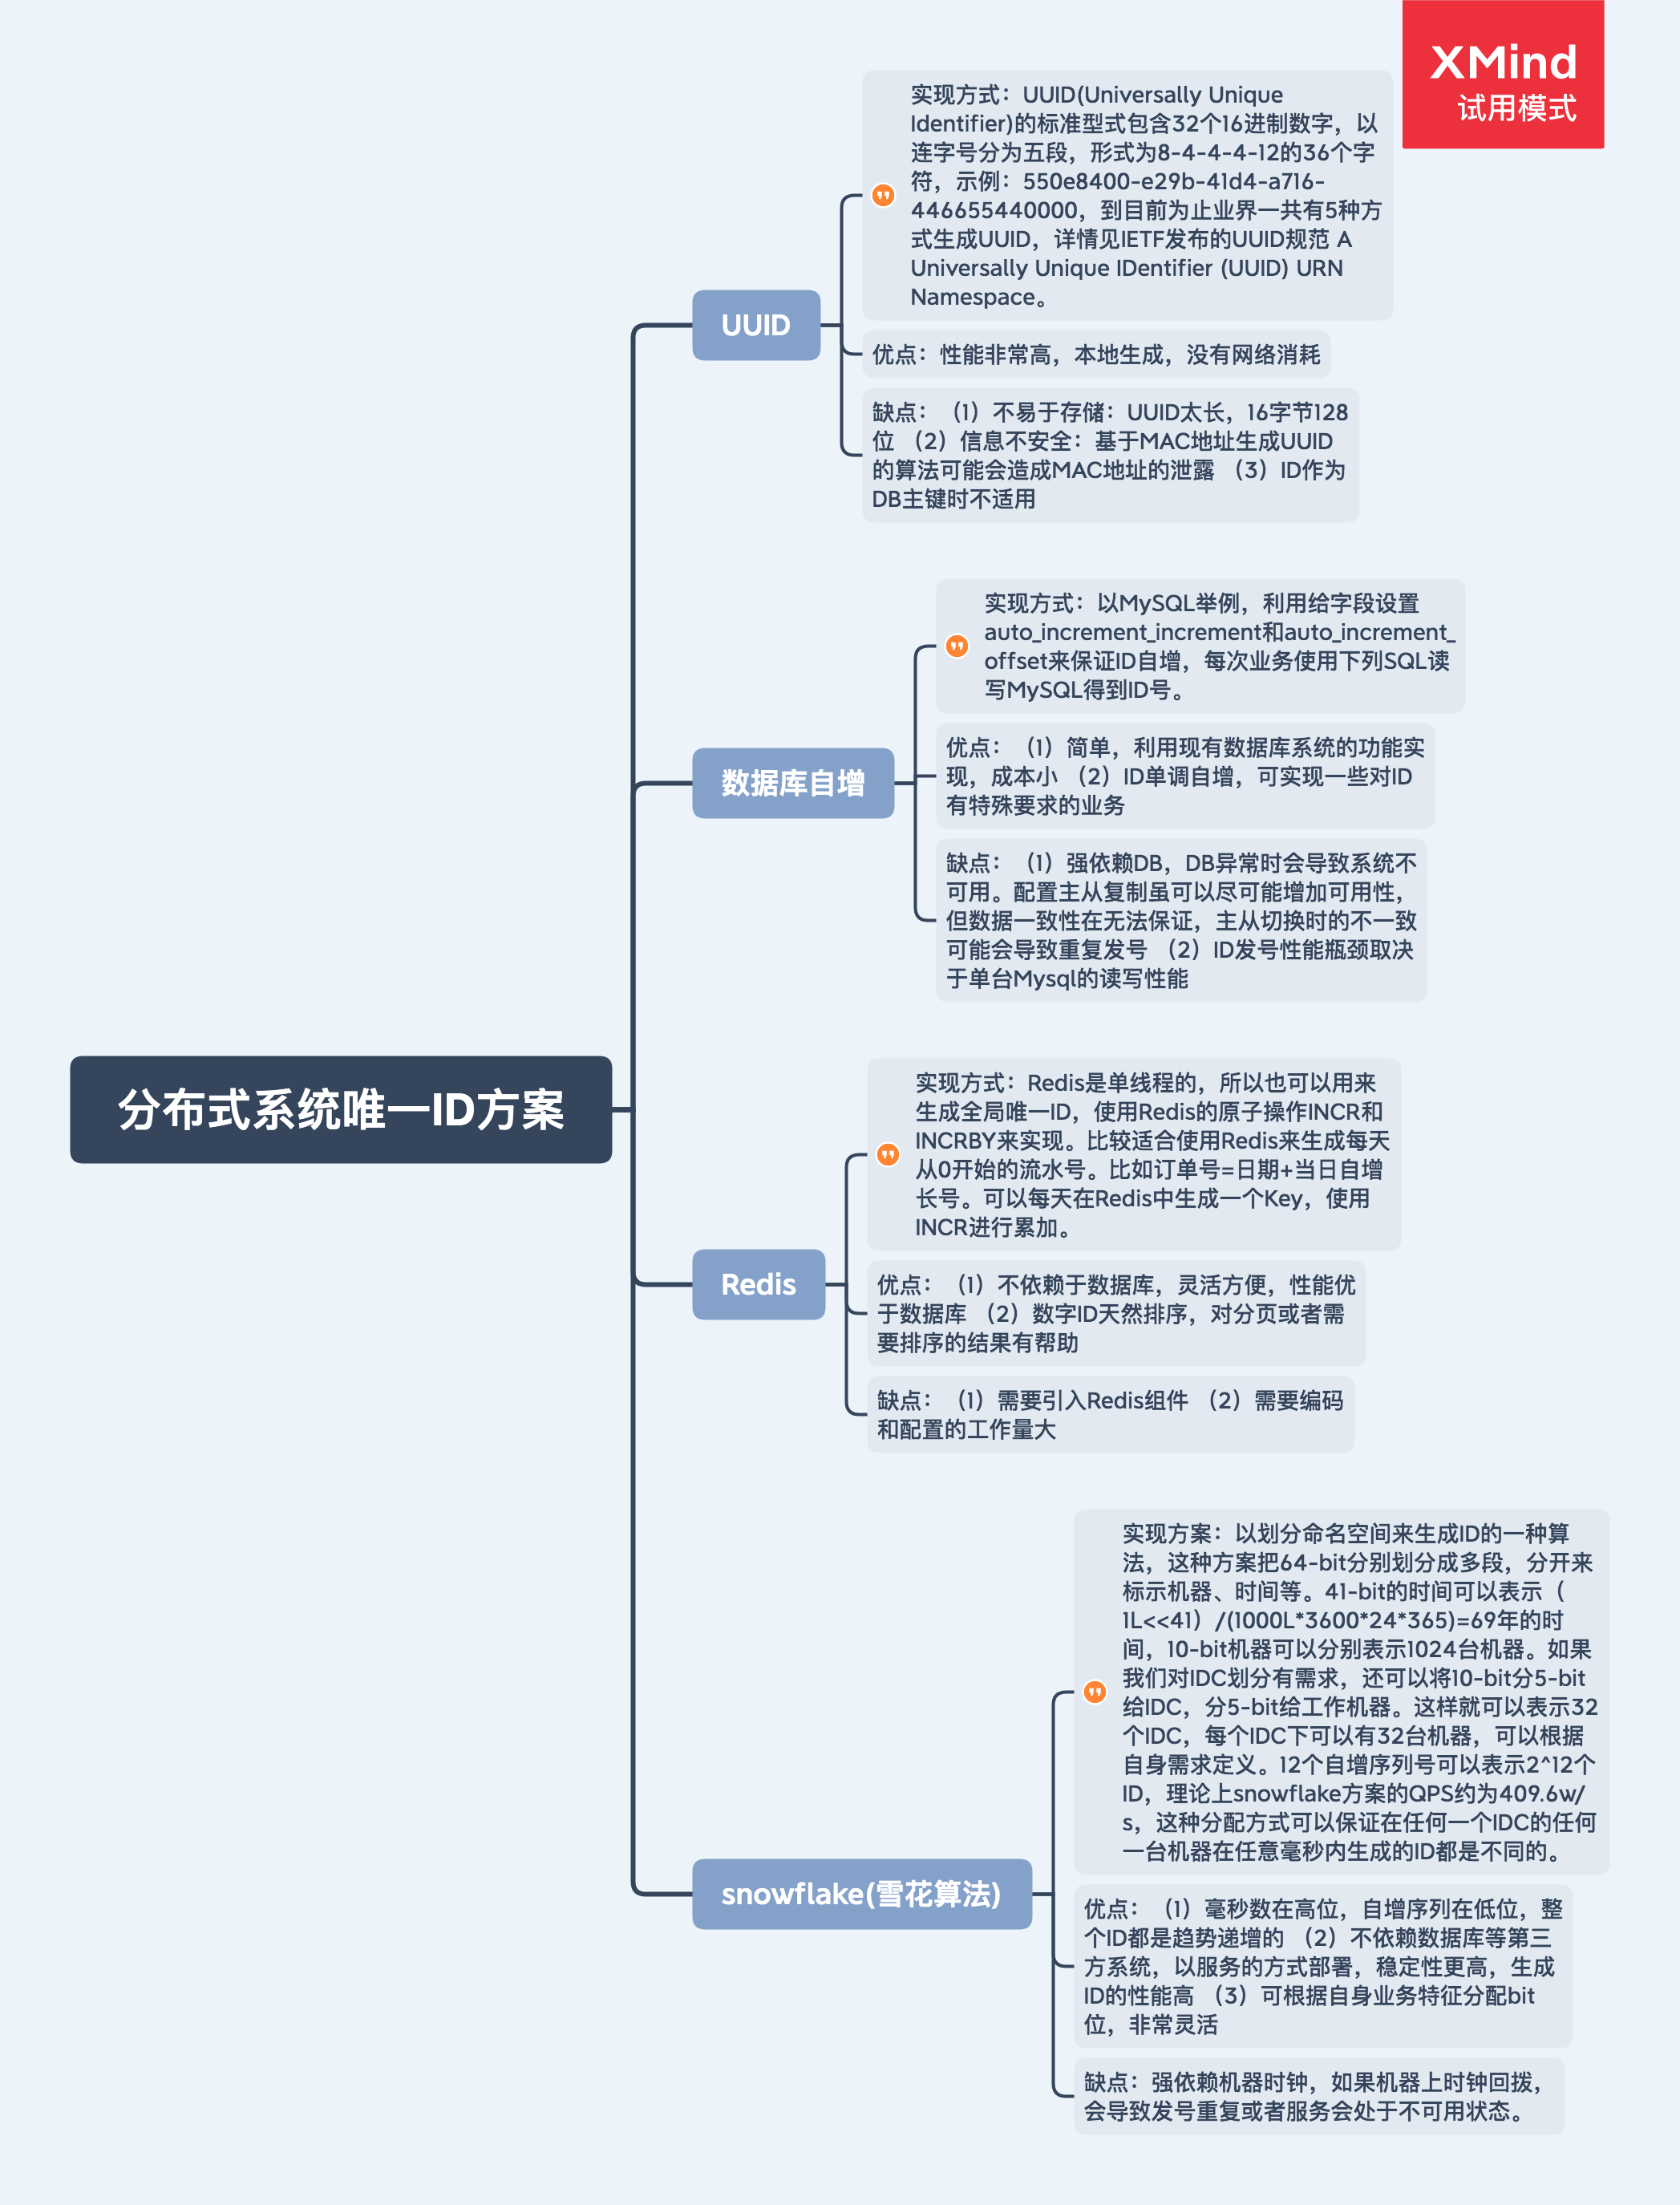 XMind
试用模式
实现方式：UUID(Universally Unique
Identifier)的标准型式包含32个16进制数字，以
连字号分为五段，形式为8-4-4-4-12的36个字
符，示例：550e8400-e29b-41d4-a716-
446655440000，到目前为止业界一共有5种方
式生成UUID，详情见IETF发布的UUID规范 A
Universally Unique IDentifier (UUID) URN
Namespace。
UUID
优点：性能非常高，本地生成，没有网络消耗
缺点：（1）不易于存储：UUID太长，16字节128
位 （2）信息不安全：基于MAC地址生成UUID
的算法可能会造成MAC地址的泄露 （3）ID作为
DB主键时不适用
实现方式：以MySQL举例，利用给字段设置
auto_increment_increment和auto_increment_
offset来保证ID自增，每次业务使用下列SQL读
写MySQL得到ID号。
数据库自增
优点：（1）简单，利用现有数据库系统的功能实
现，成本小 （2）ID单调自增，可实现一些对ID
有特殊要求的业务
缺点：（1）强依赖DB，DB异常时会导致系统不
可用。配置主从复制虽可以尽可能增加可用性，
但数据一致性在无法保证，主从切换时的不一致
可能会导致重复发号 （2）ID发号性能瓶颈取决
于单台Mysql的读写性能
分布式系统唯一ID方案
实现方式：Redis是单线程的，所以也可以用来
生成全局唯一ID，使用Redis的原子操作INCR和
INCRBY来实现。比较适合使用Redis来生成每天
从0开始的流水号。比如订单号=日期+当日自增
长号。可以每天在Redis中生成一个Key，使用
INCR进行累加。
Redis
优点：（1）不依赖于数据库，灵活方便，性能优
于数据库 （2）数字ID天然排序，对分页或者需
要排序的结果有帮助
缺点：（1）需要引入Redis组件 （2）需要编码
和配置的工作量大
实现方案：以划分命名空间来生成ID的一种算
法，这种方案把64-bit分别划分成多段，分开来
标示机器、时间等。41-bit的时间可以表示（
1L<<41）/(1000L*3600*24*365)=69年的时
间，10-bit机器可以分别表示1024台机器。如果
我们对IDC划分有需求，还可以将10-bit分5-bit
给IDC，分5-bit给工作机器。这样就可以表示32
个IDC，每个IDC下可以有32台机器，可以根据
自身需求定义。12个自增序列号可以表示2^12个
ID，理论上snowflake方案的QPS约为409.6w/
s，这种分配方式可以保证在任何一个IDC的任何
一台机器在任意毫秒内生成的ID都是不同的。
snowflake(雪花算法)
优点：（1）毫秒数在高位，自增序列在低位，整
个ID都是趋势递增的 （2）不依赖数据库等第三
方系统，以服务的方式部署，稳定性更高，生成
ID的性能高 （3）可根据自身业务特征分配bit
位，非常灵活
缺点：强依赖机器时钟，如果机器上时钟回拨，
会导致发号重复或者服务会处于不可用状态。